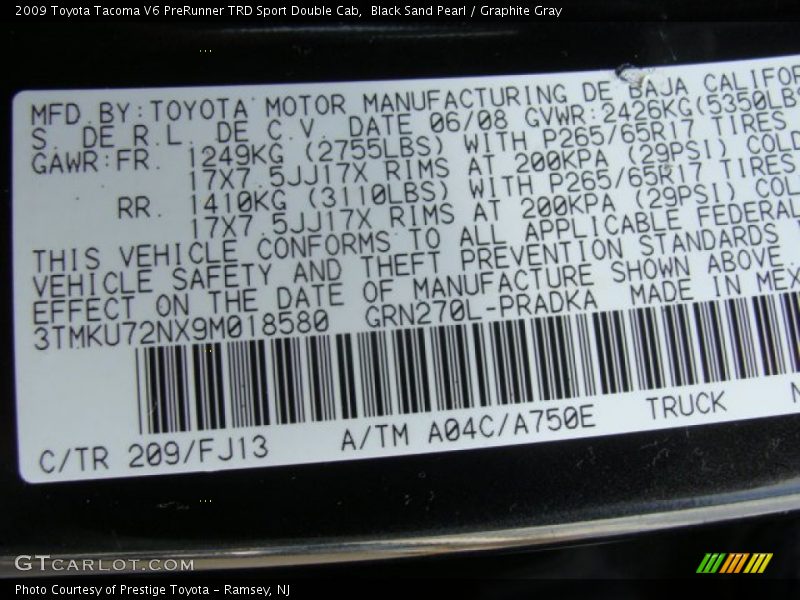 2009 Toyota Tacoma V6 PreRunner TRD Sport Double Cab,  Black Sand Pearl / Graphite Gray
MFD.BY:TOYOTA MOTOR MANUFACTURING DE BAJA CALIFOR
S. DE R.L. DE C.V. DATE 06/08 GVWR:2426KG(5350LBS
GAWR:FR. 1249KG (2755LBS) WITH P265/65R17 TIRES
17X7.5JJ17X RIMS AT 200KPA (29PSI) COLD
RR. 1410KG (3110LBS) WITH P265/65R17 TIRES
17X7.5JJ17X RIMS AT 200KPA (29PSI) COL
THIS VEHICLE CONFORMS TO ALL APPLICABLE FEDERAL
VEHICLE SAFETY AND THEFT PREVENTION STANDARDS
EFFECT ON THE DATE OF MANUFACTURE SHOWN ABOVE.
3TMKU72NX9M018580 GRN270L-PRADKA MADE IN MEX
C/TR 209/FJ13 A/TM A04C/A750E TRUCK
GTCARLOT.COM
Photo Courtesy of Prestige Toyota - Ramsey, NJ